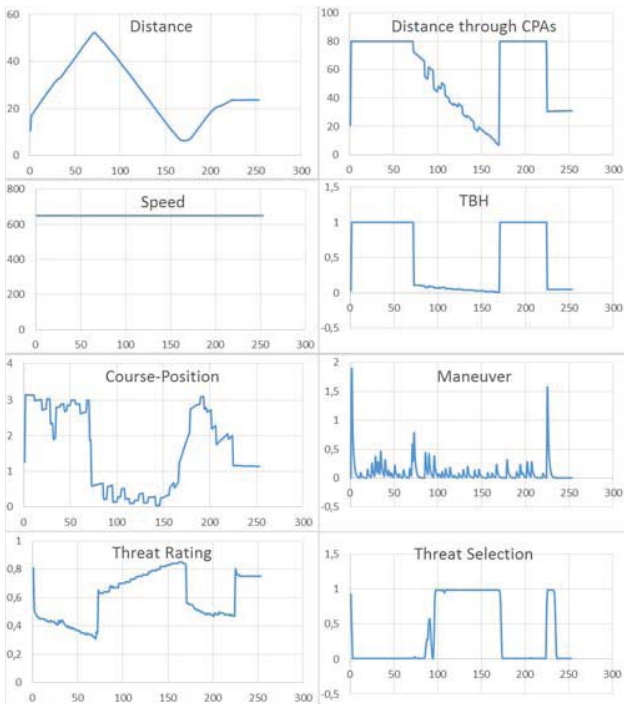 Distance
60
40
20
0
0 50 100 150 200 250 300
Distance through CPAs
80
60
40
20
0
0 50 100 150 200 250 300
Speed
800
600
400
200
0
0 50 100 150 200 250 300
TBH
1,5
1
0,5
0
-0,5
0 50 100 150 200 250 300
Course-Position
4
3
2
1
0
0 50 100 150 200 250 300
Maneuver
2
1,5
1
0,5
0
-0,5
0 50 100 150 200 250 300
Threat Rating
1
0,8
0,6
0,4
0,2
0
0 50 100 150 200 250 300
Threat Selection
1,5
1
0,5
0
-0,5
0 50 100 150 200 250 300